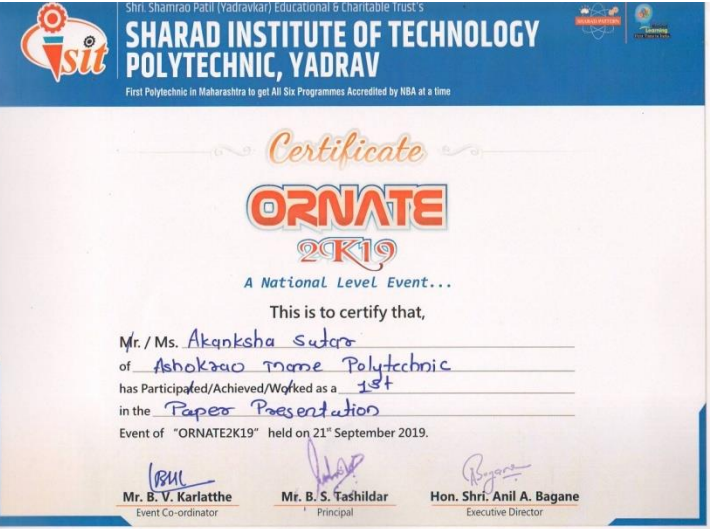 Shri. Shamrao Patil (Yadravkar) Educational & Charitable Trust's
sit
SHARAD INSTITUTE OF TECHNOLOGY
POLYTECHNIC, YADRAV
First Polytechnic in Maharashtra to get All Six Programmes Accredited by NBA at a time
SHARAD PATTERN
Learning
Certificate
ORNATE
2K19
A National Level Event...
This is to certify that,
Mr. / Ms. Akanksha Sutar
of Ashokrao mane Polytechnic
has Participated/Achieved/Worked as a 1st
in the Paper Presentation
Event of "ORNATE2K19" held on 21st September 2019.
Mr. B. V. Karlatthe
Event Co-ordinator
Mr. B. S. Tashildar
Principal
Hon. Shri. Anil A. Bagane
Executive Director